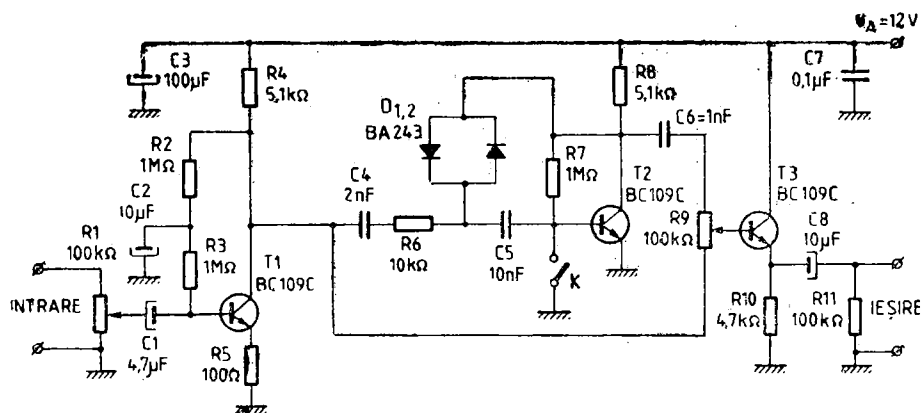 UA=12V
C3
100µF
R4
5,1kΩ
D1,2
BA243
R8
5,1kΩ
C7
0,1µF
C6=1nF
R2
1MΩ
C2
10µF
C4
2nF
R6
10kΩ
C5
10nF
R7
1MΩ
K
T2
BC109C
R9
100kΩ
T3
BC109C
C8
10µF
R1
100kΩ
R3
1MΩ
T1
BC109C
INTRARE
C1
4,7µF
R5
100Ω
R10
4,7kΩ
R11
100kΩ
IEȘIRE